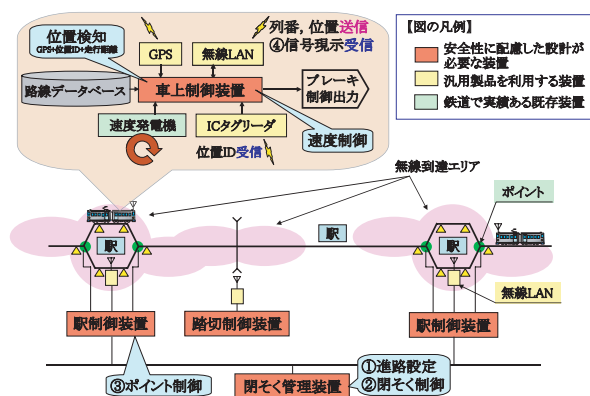 位置検知
GPS+位置ID+走行距離
GPS
無線LAN
列番，位置送信
④信号現示受信
路線データベース
車上制御装置
ブレーキ
制御出力
速度発電機
ICタグリーダ
速度制御
位置ID受信
【図の凡例】
安全性に配慮した設計が
必要な装置
汎用製品を利用する装置
鉄道で実績ある既存装置
無線到達エリア
ポイント
駅
駅
駅
無線LAN
駅制御装置
踏切制御装置
駅制御装置
③ポイント制御
閉そく管理装置
①進路設定
②閉そく制御